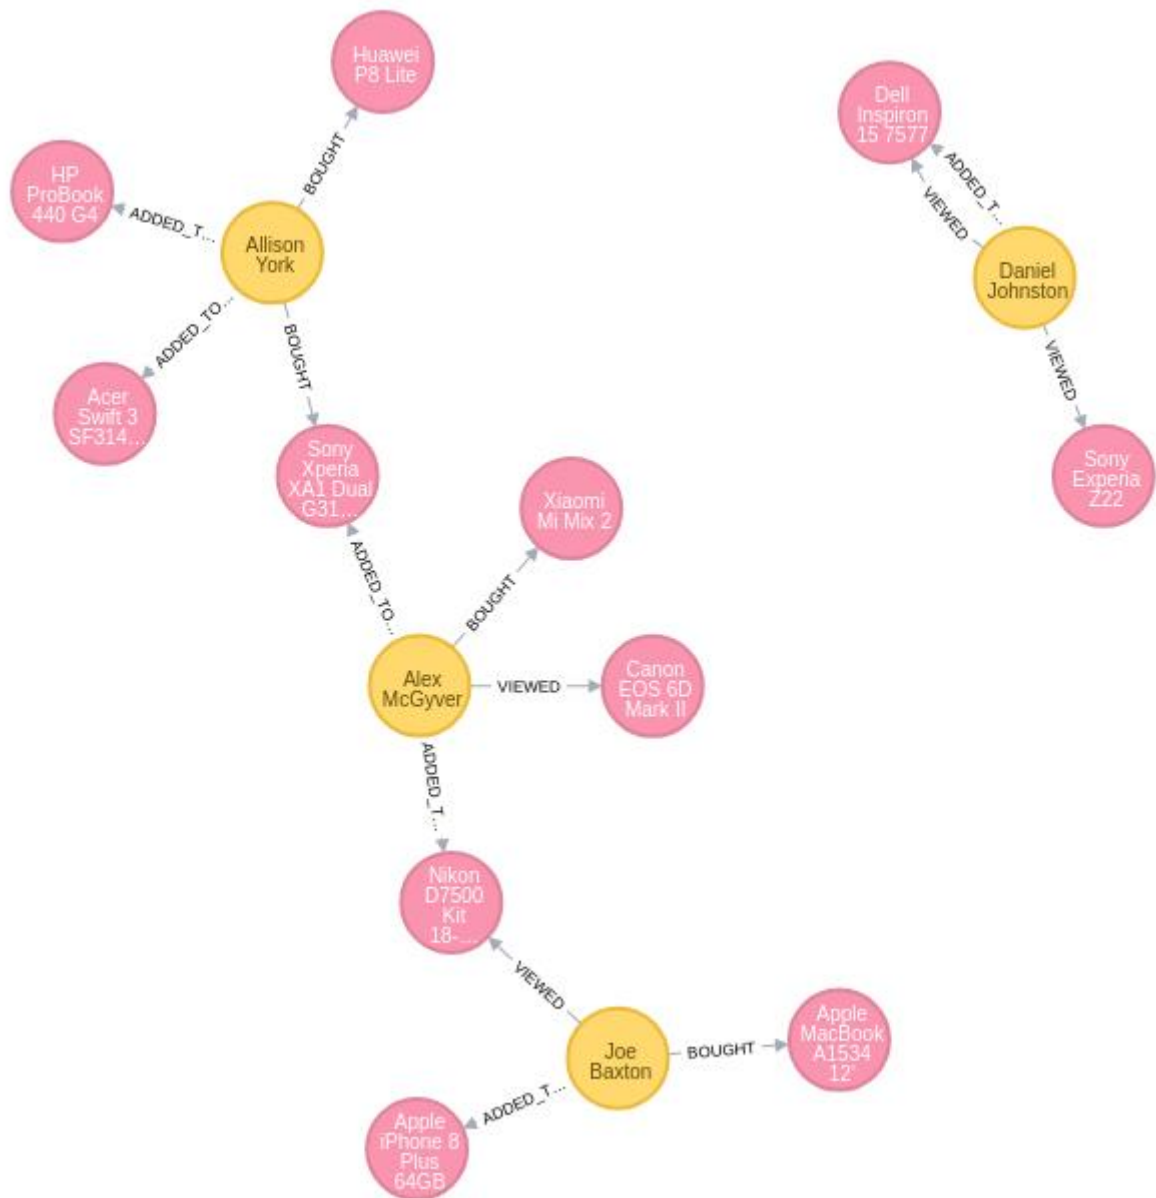 Huawei
P8 Lite
BOUGHT
HP
ProBook
440 G4
ADDED_T...
Allison
York
ADDED_TO...
BOUGHT
Acer
Swift 3
SF314...
Sony
Xperia
XA1 Dual
G31...
Dell
Inspiron
15 7577
ADDED_T...
VIEWED
Daniel
Johnston
VIEWED
Sony
Experia
Z22
Xiaomi
Mi Mix 2
ADDED_TO...
BOUGHT
Alex
McGyver
VIEWED
Canon
EOS 6D
Mark II
ADDED_T...
Nikon
D7500
Kit
18-...
VIEWED
Joe
Baxton
BOUGHT
Apple
MacBook
A1534
12'
ADDED_T...
Apple
iPhone 8
Plus
64GB